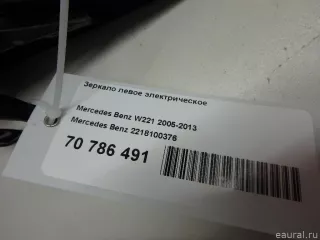 Зеркало левое электрическое
Mercedes Benz W221 2005-2013
Mercedes Benz 2218100376
70 786 491
eaural.ru